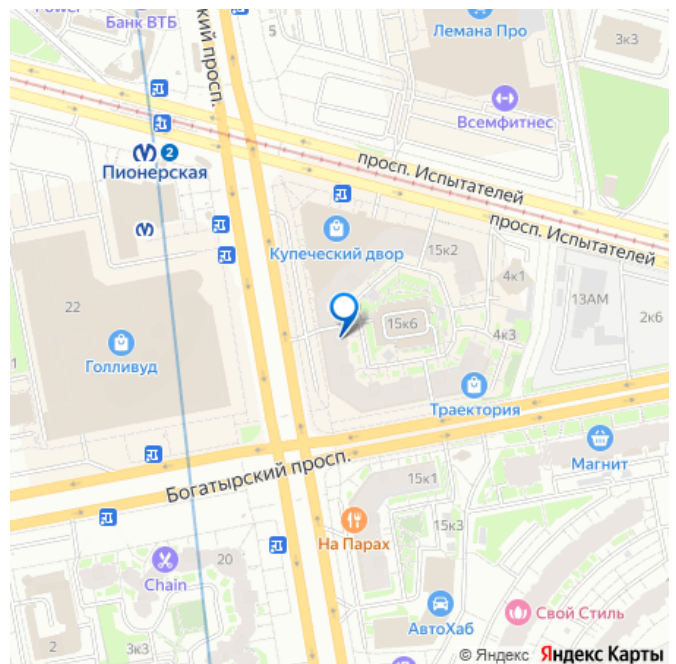 Банк ВТБ
5
Лемана Про
3к3
кий просп.
Всемфитнес
2
Пионерская
просп. Испытателей
просп. Испытателей
Купеческий двор
15к2
4к1
13АМ
22
15к6
4к3
2к6
Голливуд
Траектория
Магнит
Богатырский просп.
15к1
На Парах
15к3
20
Chain
Свой Стиль
АвтоХаб
2
3к3
© Яндекс Яндекс Карты